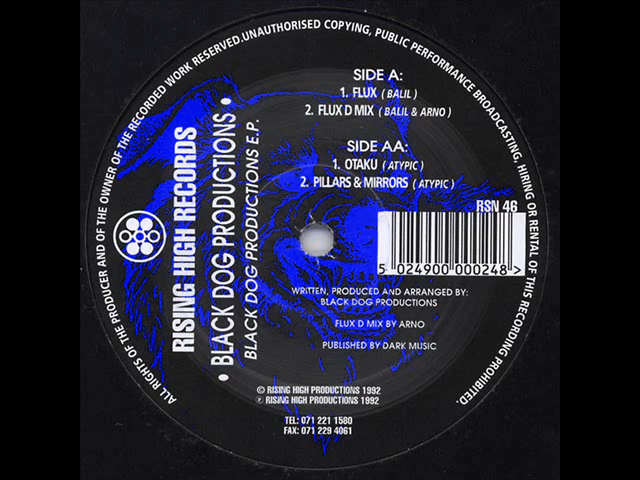 ALL RIGHTS OF THE PRODUCER AND OF THE OWNER OF THE RECORDED WORK RESERVED.UNAUTHORISED COPYING, PUBLIC PERFORMANCE BROADCASTING, HIRING OR RENTAL OF THIS RECORDING PROHIBITED.
RISING HIGH RECORDS
• BLACK DOG PRODUCTIONS •
BLACK DOG PRODUCTIONS E.P.
SIDE A:
1. FLUX ( BALIL )
2. FLUX D MIX ( BALIL & ARNO )
SIDE AA:
1. OTAKU ( ATYPIC )
2. PILLARS & MIRRORS ( ATYPIC )
RSN 46
5 024900 000248 >
WRITTEN, PRODUCED AND ARRANGED BY:
BLACK DOG PRODUCTIONS
FLUX D MIX BY ARNO
PUBLISHED BY DARK MUSIC
© RISING HIGH PRODUCTIONS 1992
℗ RISING HIGH PRODUCTIONS 1992
TEL: 071 221 1580
FAX: 071 229 4061